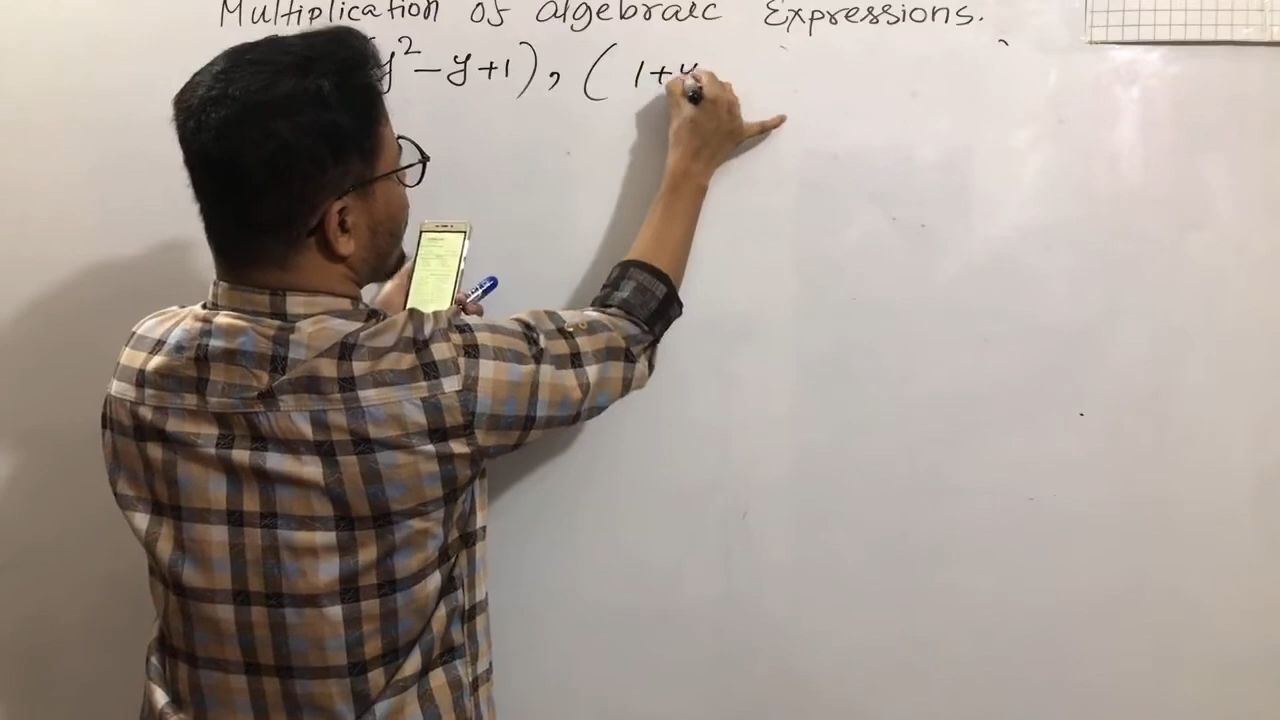 Multiplication of algebraic Expressions.
y²-y+1), ( 1+y